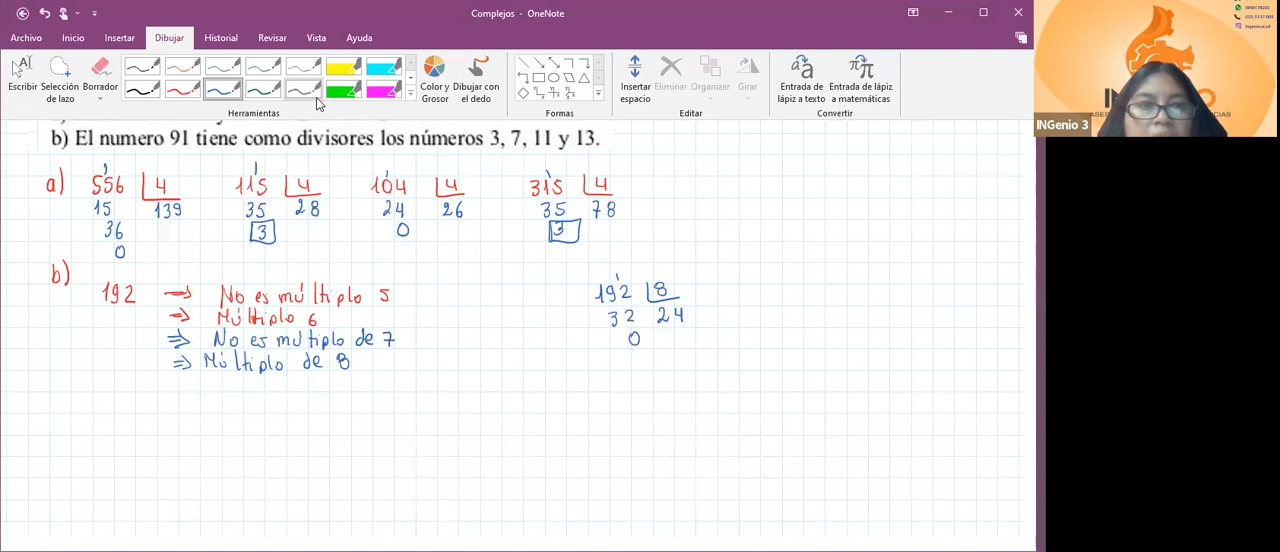 Complejos - OneNote
Archivo Inicio Insertar Dibujar Historial Revisar Vista Ayuda
Escribir Selección de lazo Borrador Color y Grosor Dibujar con el dedo Insertar espacio Eliminar Organizar Girar Entrada de lápiz a texto Entrada de lápiz a matemáticas
Herramientas Formas Editar Convertir
INGenio 3
b) El numero 91 tiene como divisores los números 3, 7, 11 y 13.
a) 556 4 115 4 104 4 315 4
15 139 35 28 24 26 35 78
36 3 0 3
0
b)
192 ⇒ No es múltiplo 5 192 8
⇒ Múltiplo 6 32 24
⇒ No es mútiplo de 7 0
⇒ Múltiplo de 8